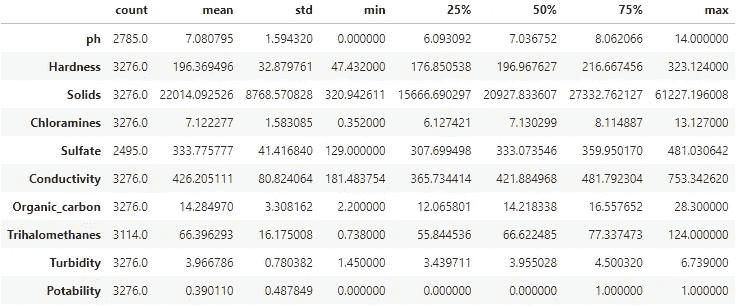 count mean std min 25% 50% 75% max
ph 2785.0 7.080795 1.594320 0.000000 6.093092 7.036752 8.062066 14.000000
Hardness 3276.0 196.369496 32.879761 47.432000 176.850538 196.967627 216.667456 323.124000
Solids 3276.0 22014.092526 8768.570828 320.942611 15666.690297 20927.833607 27332.762127 61227.196008
Chloramines 3276.0 7.122277 1.583085 0.352000 6.127421 7.130299 8.114887 13.127000
Sulfate 2495.0 333.775777 41.416840 129.000000 307.699498 333.073546 359.950170 481.030642
Conductivity 3276.0 426.205111 80.824064 181.483754 365.734414 421.884968 481.792304 753.342620
Organic_carbon 3276.0 14.284970 3.308162 2.200000 12.065801 14.218338 16.557652 28.300000
Trihalomethanes 3114.0 66.396293 16.175008 0.738000 55.844536 66.622485 77.337473 124.000000
Turbidity 3276.0 3.966786 0.780382 1.450000 3.439711 3.955028 4.500320 6.739000
Potability 3276.0 0.390110 0.487849 0.000000 0.000000 0.000000 1.000000 1.000000